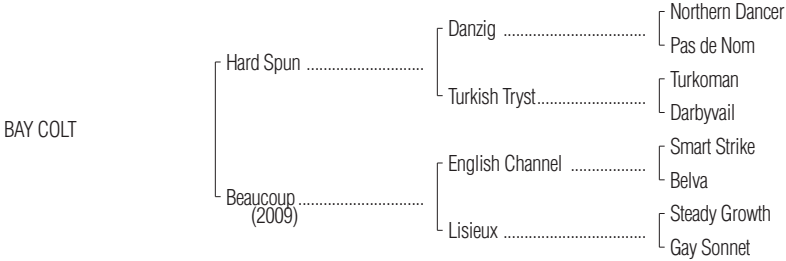 Northern Dancer
Danzig ..................................
Pas de Nom
Hard Spun ............................
Turkoman
Turkish Tryst..........................
Darbyvail
BAY COLT
Smart Strike
English Channel ..................
Belva
Beaucoup..............................
(2009)
Steady Growth
Lisieux ..................................
Gay Sonnet